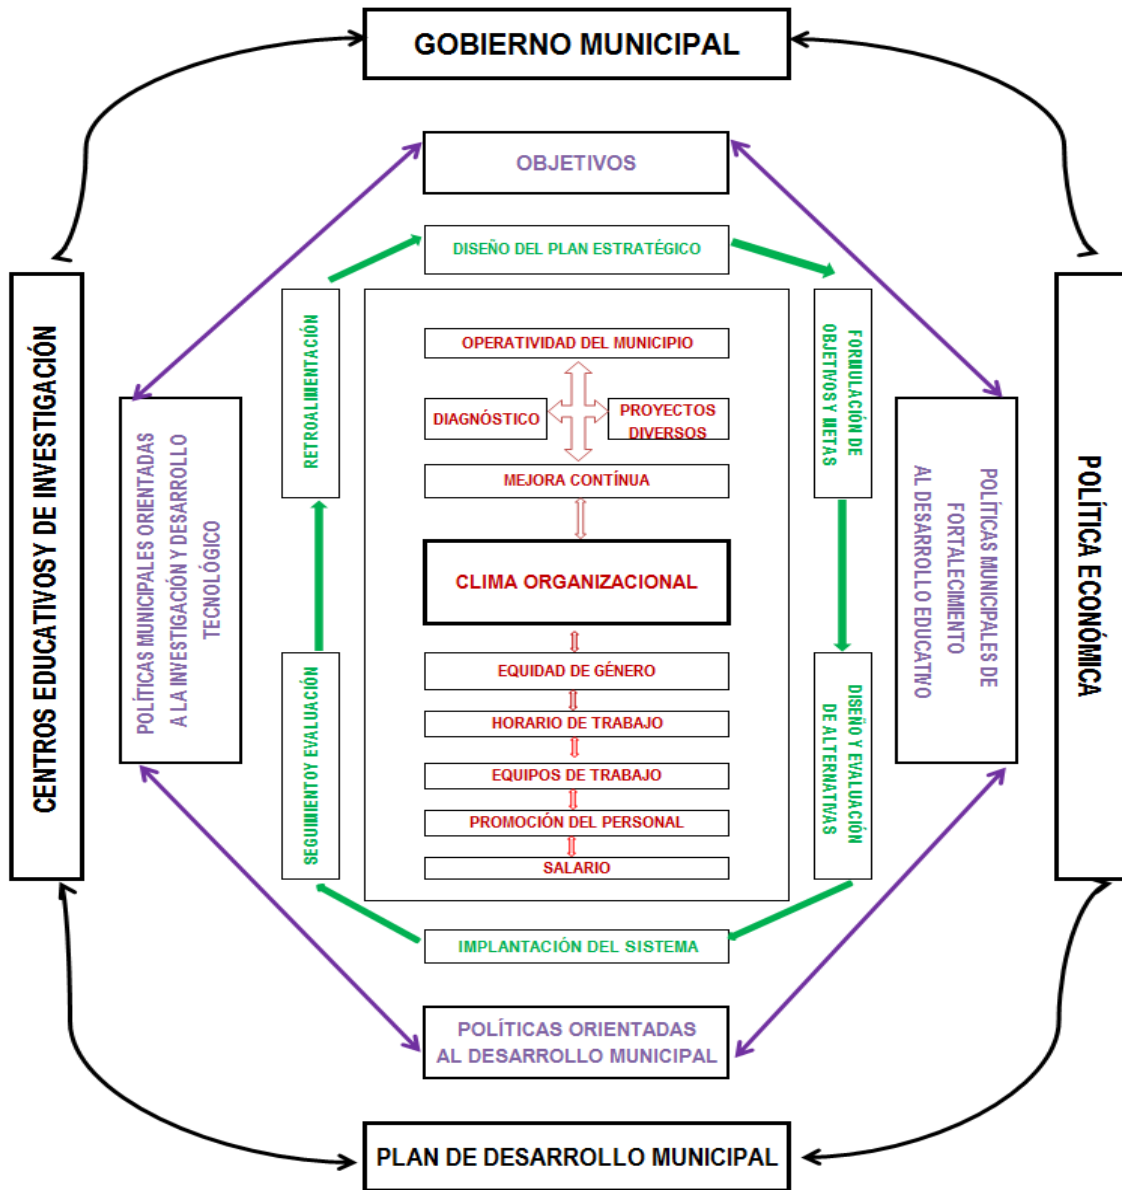 GOBIERNO MUNICIPAL
OBJETIVOS
DISEÑO DEL PLAN ESTRATÉGICO
CENTROS EDUCATIVOSY DE INVESTIGACIÓN
POLÍTICAS MUNICIPALES ORIENTADAS
A LA INVESTIGACIÓN Y DESARROLLO
TECNOLÓGICO
RETROALIMENTACIÓN
SEGUIMIENTOY EVALUACIÓN
OPERATIVIDAD DEL MUNICIPIO
DIAGNÓSTICO
PROYECTOS
DIVERSOS
MEJORA CONTÍNUA
CLIMA ORGANIZACIONAL
EQUIDAD DE GÉNERO
HORARIO DE TRABAJO
EQUIPOS DE TRABAJO
PROMOCIÓN DEL PERSONAL
SALARIO
FORMULACIÓN DE
OBJETIVOS Y METAS
DISEÑO Y EVALUACIÓN
DE ALTERNATIVAS
POLÍTICAS MUNICIPALES DE
FORTALECIMIENTO
AL DESARROLLO EDUCATIVO
POLÍTICA ECONÓMICA
IMPLANTACIÓN DEL SISTEMA
POLÍTICAS ORIENTADAS
AL DESARROLLO MUNICIPAL
PLAN DE DESARROLLO MUNICIPAL